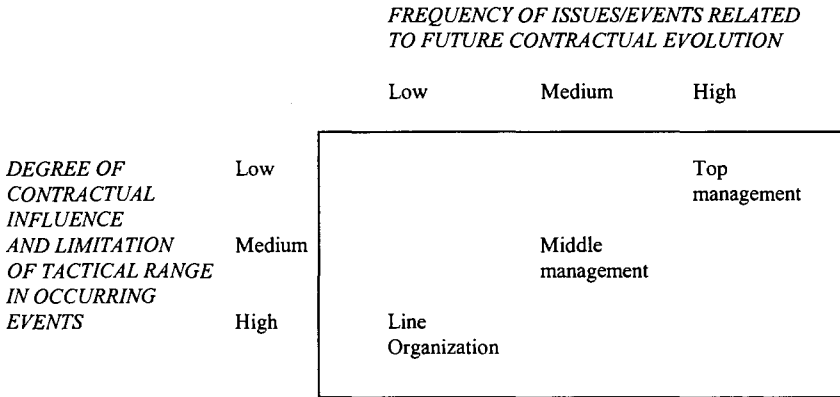 FREQUENCY OF ISSUES/EVENTS RELATED
TO FUTURE CONTRACTUAL EVOLUTION
Low Medium High
DEGREE OF Low Top
CONTRACTUAL management
INFLUENCE
AND LIMITATION Medium Middle
OF TACTICAL RANGE management
IN OCCURRING
EVENTS High Line
Organization